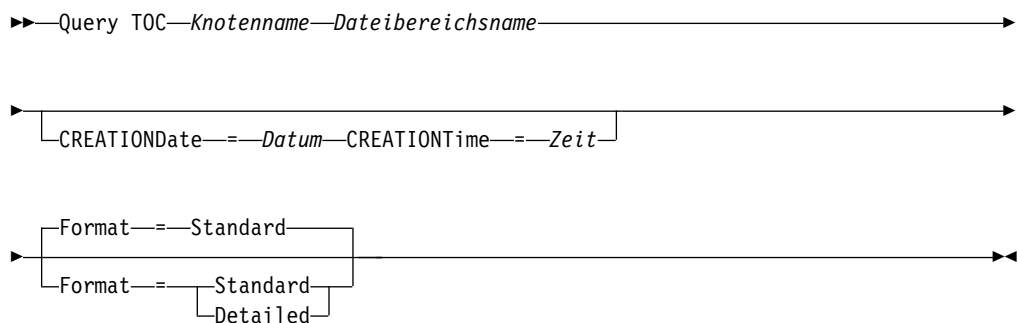 Query TOC Knotenname Dateibereichsname
CREATIONDate = Datum CREATIONTime = Zeit
Format = Standard
Format = Standard
Detailed